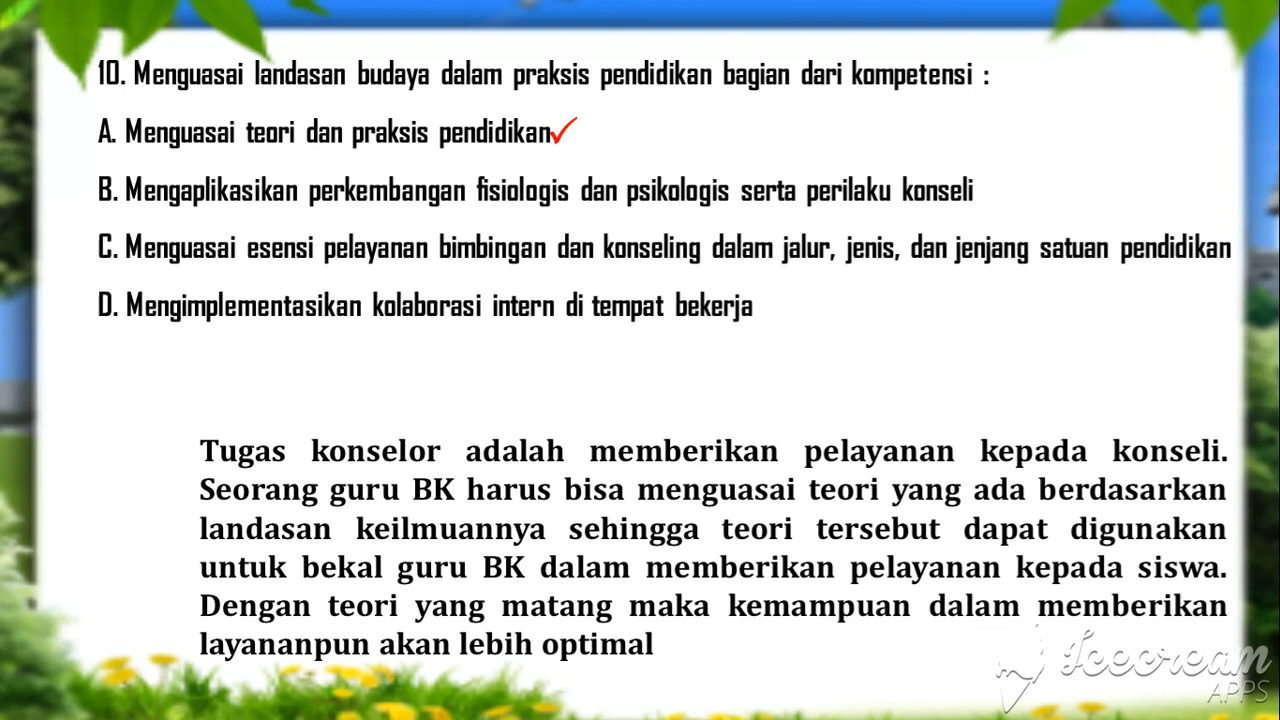 10. Menguasai landasan budaya dalam praksis pendidikan bagian dari kompetensi :
A. Menguasai teori dan praksis pendidikan✓
B. Mengaplikasikan perkembangan fisiologis dan psikologis serta perilaku konseli
C. Menguasai esensi pelayanan bimbingan dan konseling dalam jalur, jenis, dan jenjang satuan pendidikan
D. Mengimplementasikan kolaborasi intern di tempat bekerja
Tugas konselor adalah memberikan pelayanan kepada konseli.
Seorang guru BK harus bisa menguasai teori yang ada berdasarkan
landasan keilmuannya sehingga teori tersebut dapat digunakan
untuk bekal guru BK dalam memberikan pelayanan kepada siswa.
Dengan teori yang matang maka kemampuan dalam memberikan
layananpun akan lebih optimal
Icecream
APPS